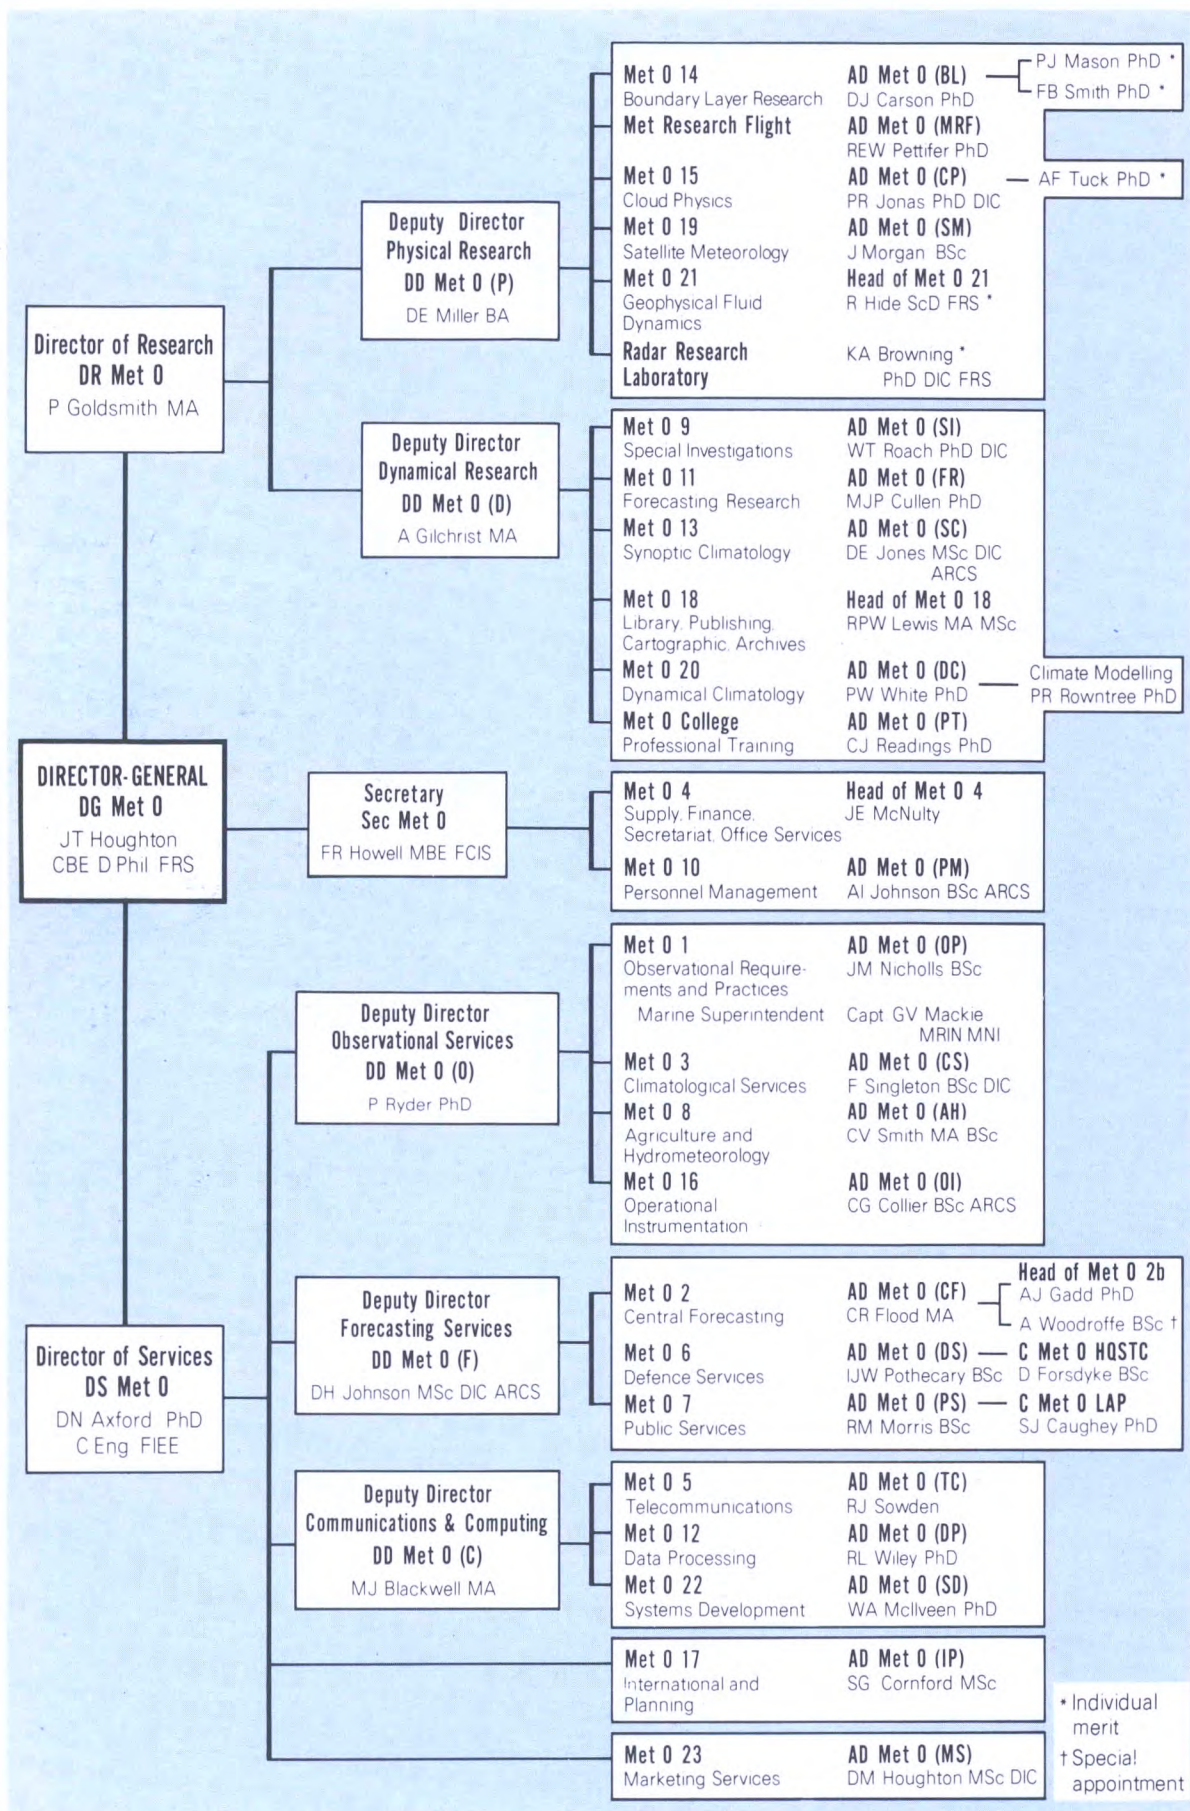 Director of Research
DR Met O
P Goldsmith MA
DIRECTOR-GENERAL
DG Met O
JT Houghton
CBE D Phil FRS
Director of Services
DS Met O
DN Axford PhD
C Eng FIEE
Deputy Director
Physical Research
DD Met O (P)
DE Miller BA
Deputy Director
Dynamical Research
DD Met O (D)
A Gilchrist MA
Secretary
Sec Met O
FR Howell MBE FCIS
Deputy Director
Observational Services
DD Met O (O)
P Ryder PhD
Deputy Director
Forecasting Services
DD Met O (F)
DH Johnson MSc DIC ARCS
Deputy Director
Communications & Computing
DD Met O (C)
MJ Blackwell MA
Met O 14 AD Met O (BL) PJ Mason PhD *
Boundary Layer Research DJ Carson PhD FB Smith PhD *
Met Research Flight AD Met O (MRF)
REW Pettifer PhD
Met O 15 AD Met O (CP) AF Tuck PhD *
Cloud Physics PR Jonas PhD DIC
Met O 19 AD Met O (SM)
Satellite Meteorology J Morgan BSc
Met O 21 Head of Met O 21
Geophysical Fluid R Hide ScD FRS *
Dynamics
Radar Research KA Browning *
Laboratory PhD DIC FRS
Met O 9 AD Met O (SI)
Special Investigations WT Roach PhD DIC
Met O 11 AD Met O (FR)
Forecasting Research MJP Cullen PhD
Met O 13 AD Met O (SC)
Synoptic Climatology DE Jones MSc DIC
ARCS
Met O 18 Head of Met O 18
Library, Publishing, RPW Lewis MA MSc
Cartographic, Archives
Met O 20 AD Met O (DC) Climate Modelling
Dynamical Climatology PW White PhD PR Rowntree PhD
Met O College AD Met O (PT)
Professional Training CJ Readings PhD
Met O 4 Head of Met O 4
Supply, Finance, JE McNulty
Secretariat, Office Services
Met O 10 AD Met O (PM)
Personnel Management AI Johnson BSc ARCS
Met O 1 AD Met O (OP)
Observational Require- JM Nicholls BSc
ments and Practices
Marine Superintendent Capt GV Mackie
MRIN MNI
Met O 3 AD Met O (CS)
Climatological Services F Singleton BSc DIC
Met O 8 AD Met O (AH)
Agriculture and CV Smith MA BSc
Hydrometeorology
Met O 16 AD Met O (OI)
Operational CG Collier BSc ARCS
Instrumentation
Head of Met O 2b
Met O 2 AD Met O (CF) AJ Gadd PhD
Central Forecasting CR Flood MA A Woodroffe BSc †
Met O 6 AD Met O (DS) C Met O HQSTC
Defence Services IJW Pothecary BSc D Forsdyke BSc
Met O 7 AD Met O (PS) C Met O LAP
Public Services RM Morris BSc SJ Caughey PhD
Met O 5 AD Met O (TC)
Telecommunications RJ Sowden
Met O 12 AD Met O (DP)
Data Processing RL Wiley PhD
Met O 22 AD Met O (SD)
Systems Development WA McIlveen PhD
Met O 17 AD Met O (IP)
International and SG Cornford MSc
Planning
Met O 23 AD Met O (MS)
Marketing Services DM Houghton MSc DIC
* Individual
merit
† Special
appointment